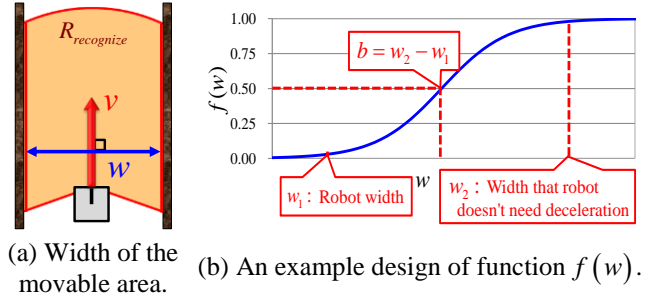 (a)
R_recognize
v
w
(b)
f(w)
1.00
0.75
0.50
0.25
0.00
b = w₂ − w₁
w
w₁ : Robot width
w₂ : Width that robot
doesn't need deceleration
(a) Width of the
movable area.
(b) An example design of function f(w).